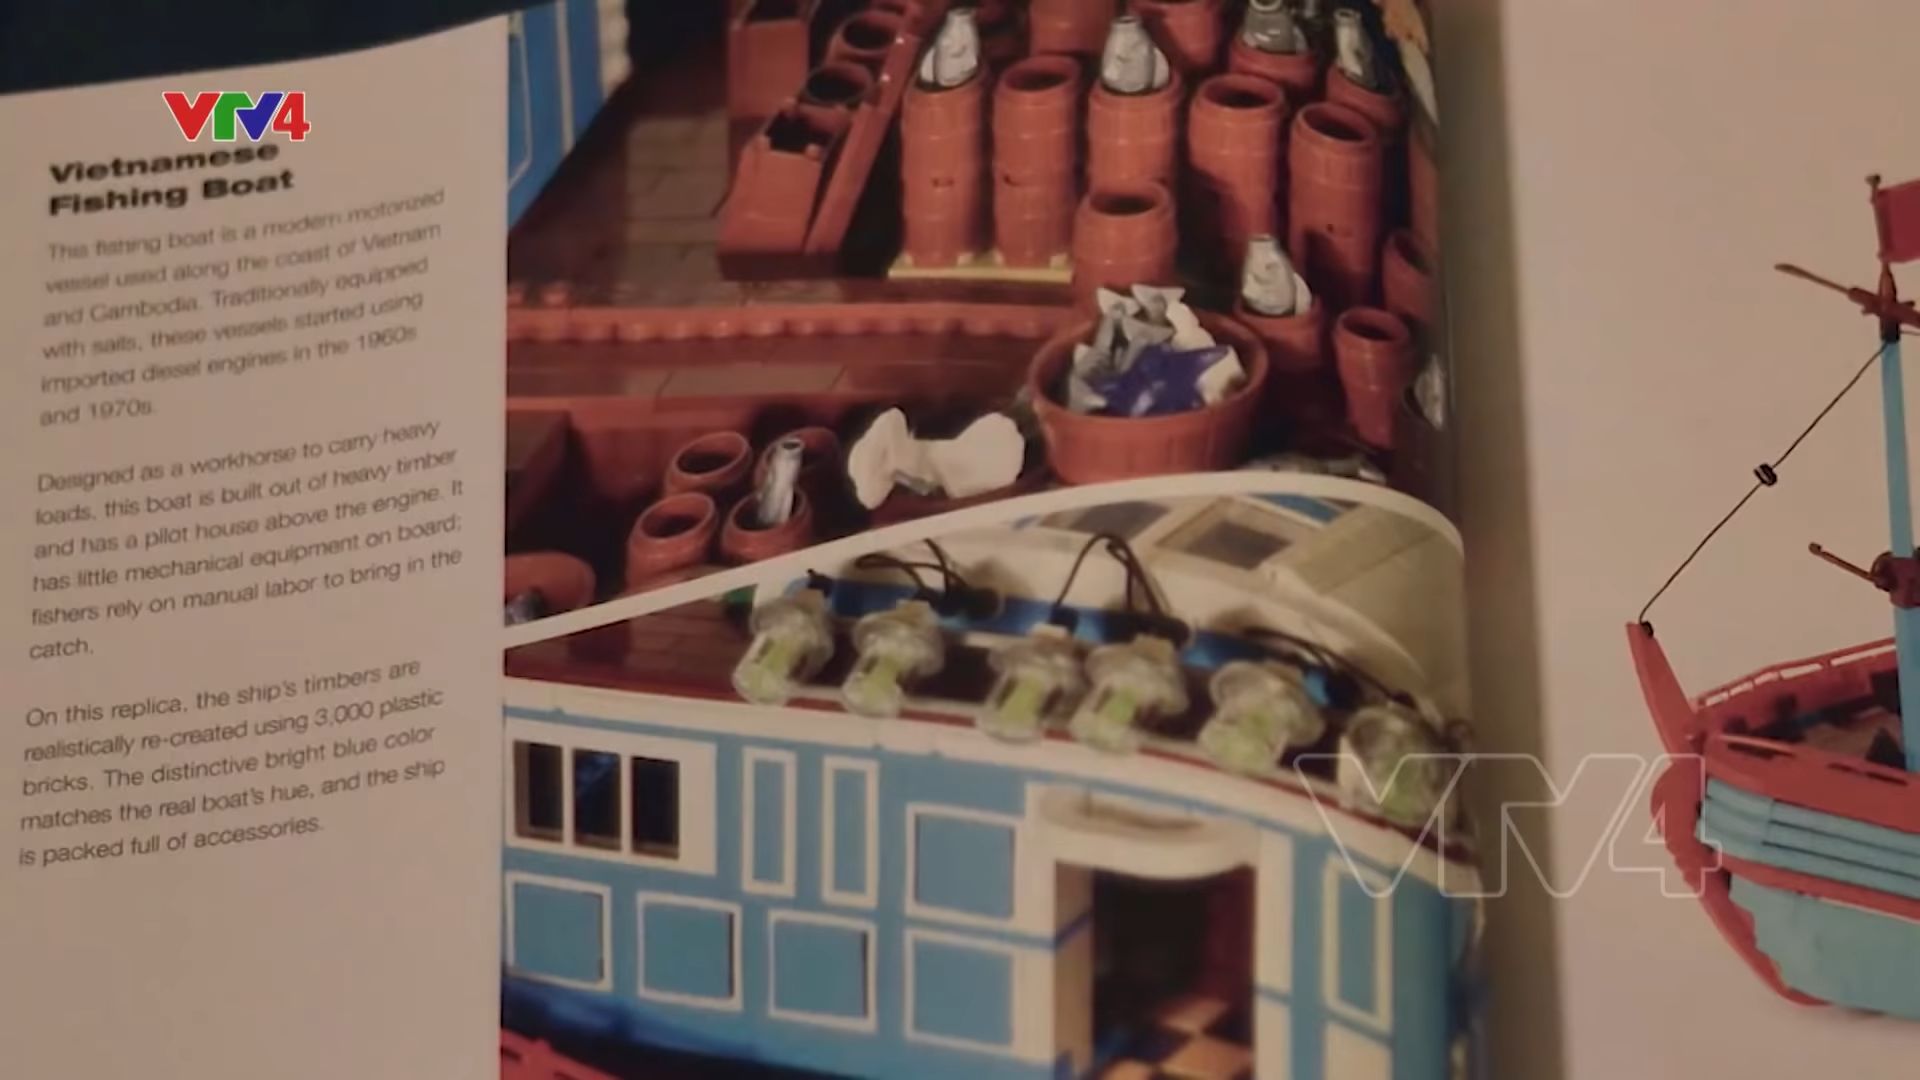 VTV4
Vietnamese
Fishing Boat
This fishing boat is a modern motorized
vessel used along the coast of Vietnam
and Cambodia. Traditionally equipped
with sails, these vessels started using
imported diesel engines in the 1960s
and 1970s.
Designed as a workhorse to carry heavy
loads, this boat is built out of heavy timber
and has a pilot house above the engine. It
has little mechanical equipment on board;
fishers rely on manual labor to bring in the
catch.
On this replica, the ship's timbers are
realistically re-created using 3,000 plastic
bricks. The distinctive bright blue color
matches the real boat's hue, and the ship
is packed full of accessories.
VTV4